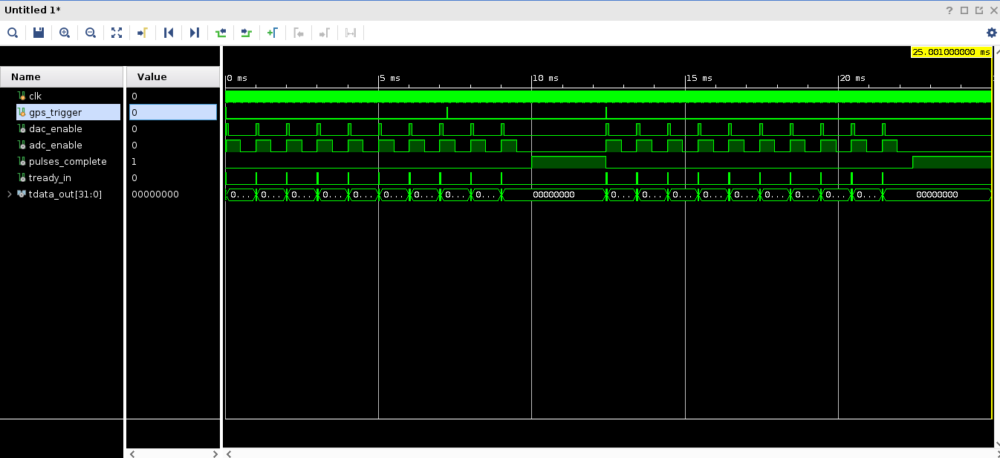 Untitled 1*
?
25.001000000 ms
Name Value
0 ms 5 ms 10 ms 15 ms 20 ms
clk 0
gps_trigger 0
dac_enable 0
adc_enable 0
pulses_complete 1
tready_in 0
tdata_out[31:0] 00000000 0... 0... 0... 0... 0... 0... 0... 0... 0... 00000000 0... 0... 0... 0... 0... 0... 0... 0... 0... 00000000